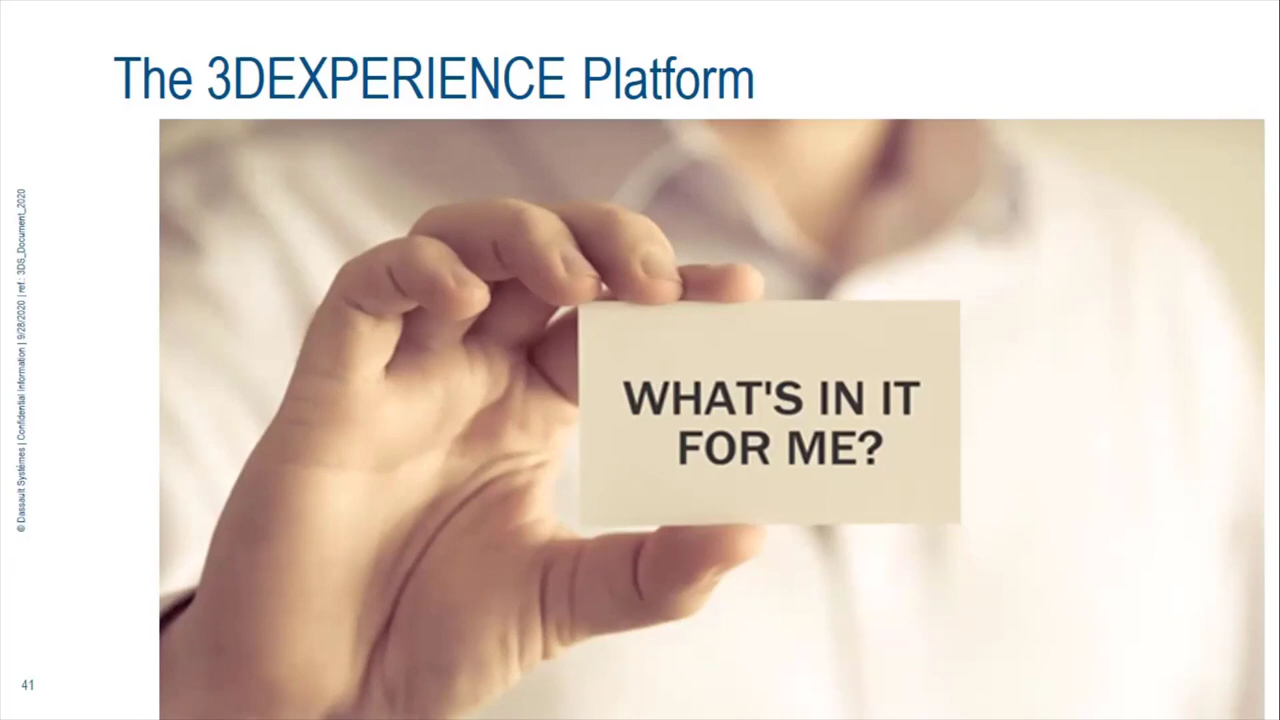 The 3DEXPERIENCE Platform
WHAT'S IN IT
FOR ME?
© Dassault Systèmes | Confidential Information | 9/28/2020 | ref.: 3DS_Document_2020
41